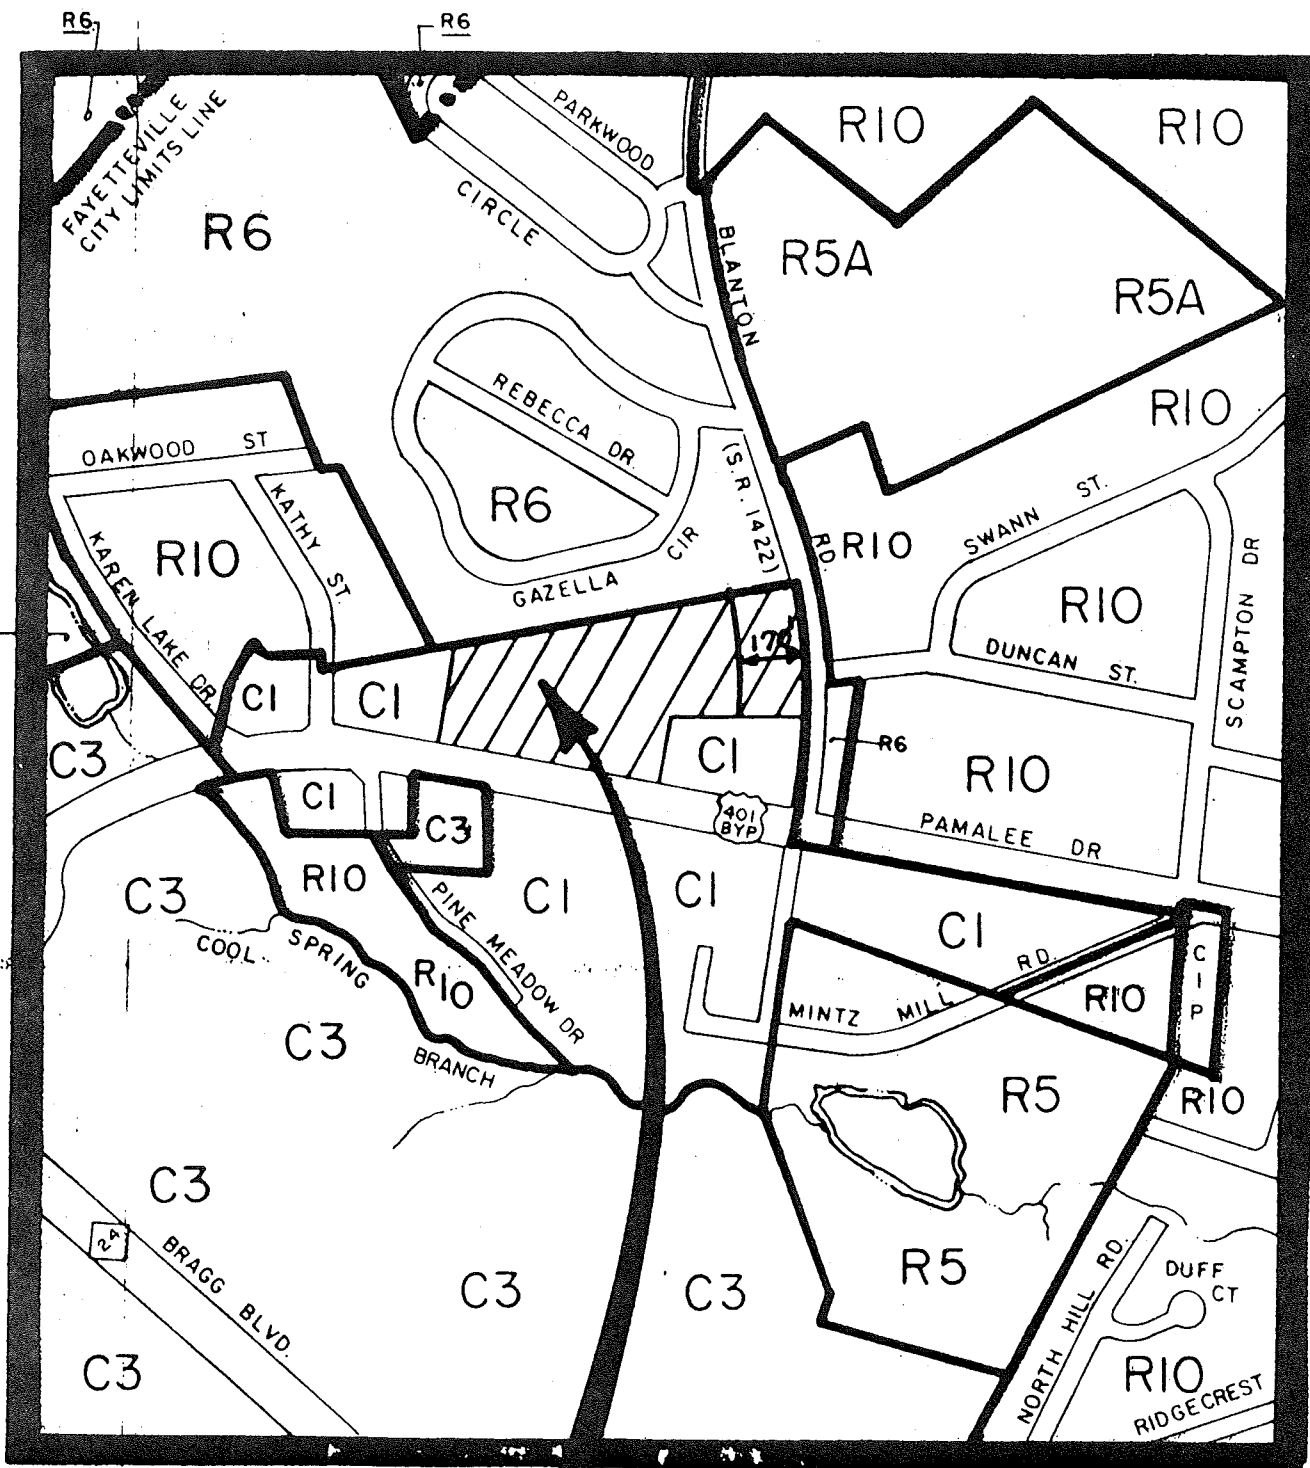 R6
R6
FAYETTEVILLE
CITY LIMITS LINE
PARKWOOD
CIRCLE
R10
R10
R6
BLANTON
R5A
R5A
REBECCA DR.
R10
OAKWOOD ST
KATHY ST.
R6
(S.R. 1422)
RD.
R10
SWANN ST.
KAREN LAKE DR.
R10
GAZELLA CIR
R10
SCAMPTON DR
170'
DUNCAN ST.
C1
C1
C3
C1
R6
R10
C1
C3
401
BYP
PAMALEE DR
R10
C3
C1
C1
C1
PINE MEADOW DR
COOL SPRING BRANCH
R10
MINTZ MILL RD.
R10
C1P
C3
R5
R10
C3
24
BRAGG BLVD.
C3
C3
R5
NORTH HILL RD.
DUFF
CT
C3
R10
RIDGECREST